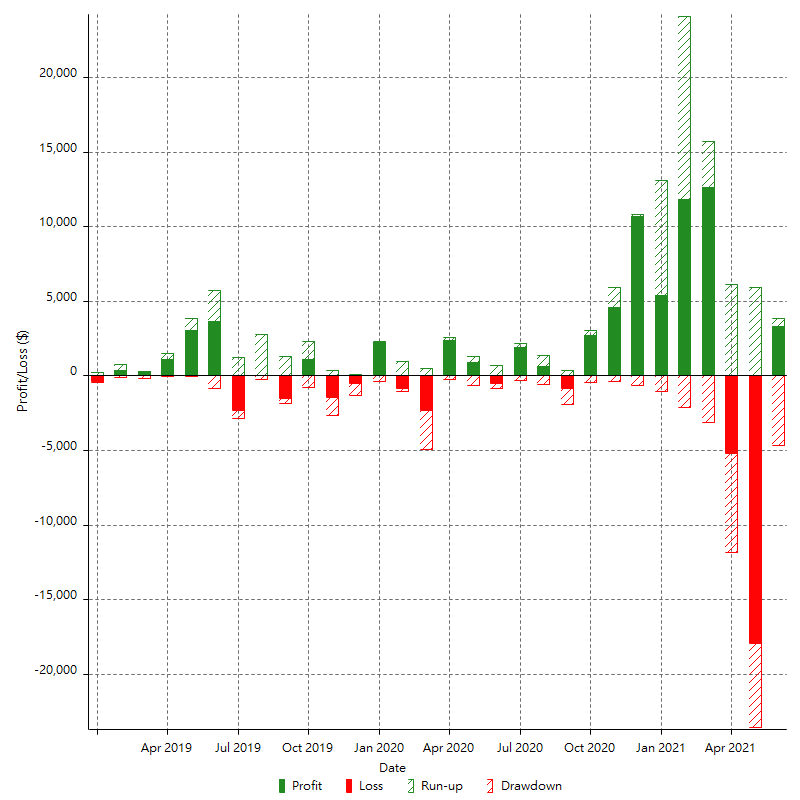 20,000
15,000
10,000
5,000
0
-5,000
-10,000
-15,000
-20,000
Profit/Loss ($)
Apr 2019 Jul 2019 Oct 2019 Jan 2020 Apr 2020 Jul 2020 Oct 2020 Jan 2021 Apr 2021
Date
Profit Loss Run-up Drawdown